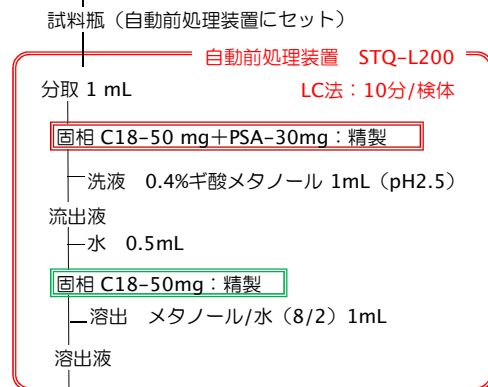 試料瓶（自動前処理装置にセット）
自動前処理装置　STQ-L200
分取 1 mL
LC法：10分/検体
固相 C18-50 mg＋PSA-30mg：精製
洗液　0.4%ギ酸メタノール 1mL（pH2.5）
流出液
水　0.5mL
固相 C18-50mg：精製
溶出　メタノール/水（8/2）1mL
溶出液